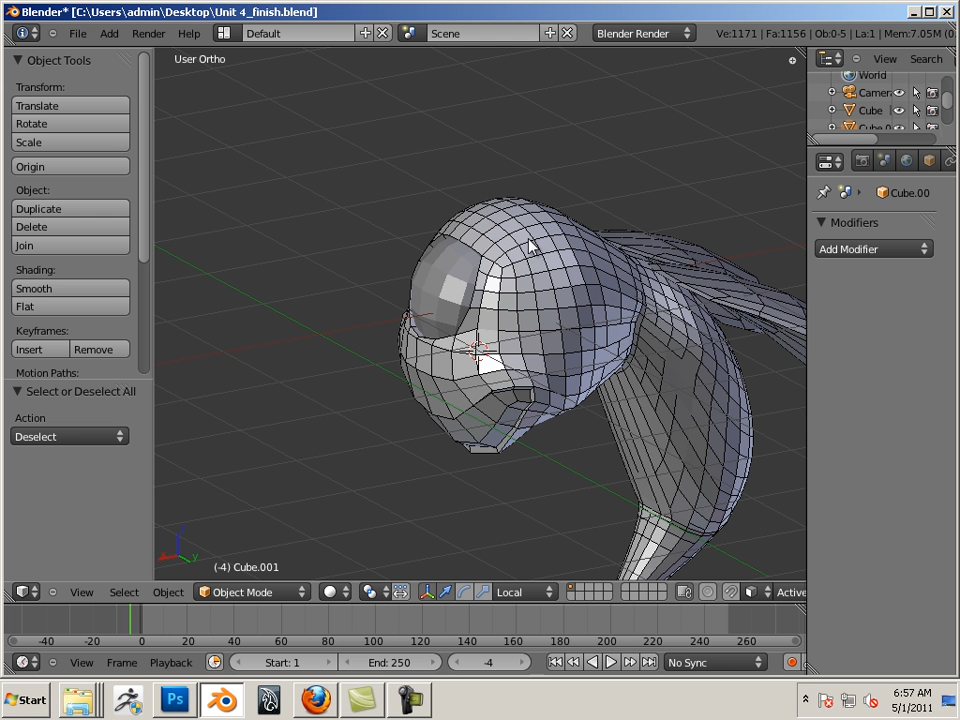 Blender* [C:\Users\admin\Desktop\Unit 4_finish.blend]
File Add Render Help Default Scene Blender Render Ve:1171 | Fa:1156 | Ob:0-5 | La:1 | Mem:7.05M (0
Object Tools
Transform:
Translate
Rotate
Scale
Origin
Object:
Duplicate
Delete
Join
Shading:
Smooth
Flat
Keyframes:
Insert Remove
Motion Paths:
Select or Deselect All
Action
Deselect
User Ortho
x y
(-4) Cube.001
View Search
World
Camer
Cube
Cube.00
Modifiers
Add Modifier
View Select Object Object Mode Local Active
-40 -20 0 20 40 60 80 100 120 140 160 180 200 220 240 260
View Frame Playback Start: 1 End: 250 -4 No Sync
Start Ps 6:57 AM
5/1/2011